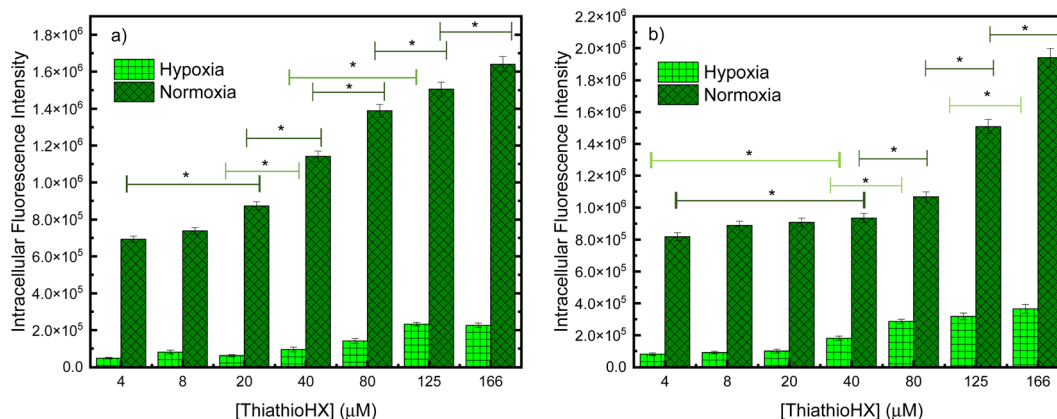 a)
Hypoxia
Normoxia
Intracellular Fluorescence Intensity
1.8×10⁶
1.6×10⁶
1.4×10⁶
1.2×10⁶
1.0×10⁶
8.0×10⁵
6.0×10⁵
4.0×10⁵
2.0×10⁵
0.0
* * * * * * * *
4 8 20 40 80 125 166
[ThiathioHX] (μM)
b)
Hypoxia
Normoxia
Intracellular Fluorescence Intensity
2.2×10⁶
2.0×10⁶
1.8×10⁶
1.6×10⁶
1.4×10⁶
1.2×10⁶
1.0×10⁶
8.0×10⁵
6.0×10⁵
4.0×10⁵
2.0×10⁵
0.0
* * * * * * * *
4 8 20 40 80 125 166
[ThiathioHX] (μM)